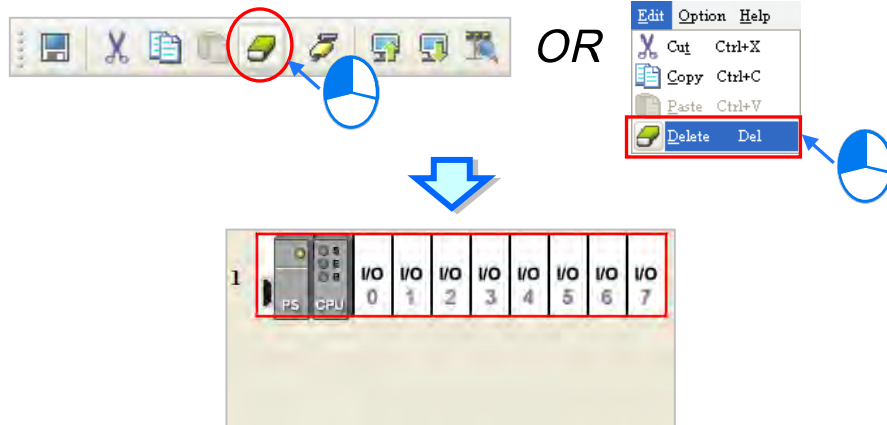 OR
Edit Option Help
Cut Ctrl+X
Copy Ctrl+C
Paste Ctrl+V
Delete Del
1
PS CPU I/O 0 I/O 1 I/O 2 I/O 3 I/O 4 I/O 5 I/O 6 I/O 7